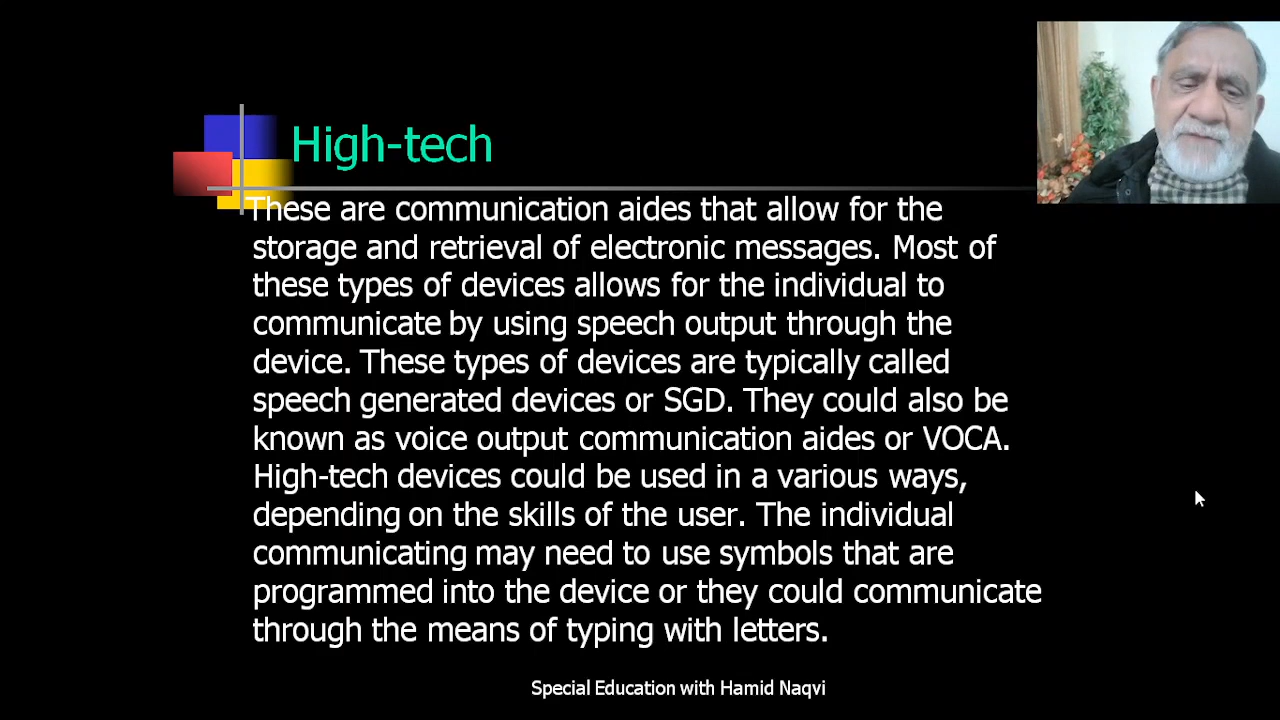 High-tech
These are communication aides that allow for the
storage and retrieval of electronic messages. Most of
these types of devices allows for the individual to
communicate by using speech output through the
device. These types of devices are typically called
speech generated devices or SGD. They could also be
known as voice output communication aides or VOCA.
High-tech devices could be used in a various ways,
depending on the skills of the user. The individual
communicating may need to use symbols that are
programmed into the device or they could communicate
through the means of typing with letters.
Special Education with Hamid Naqvi